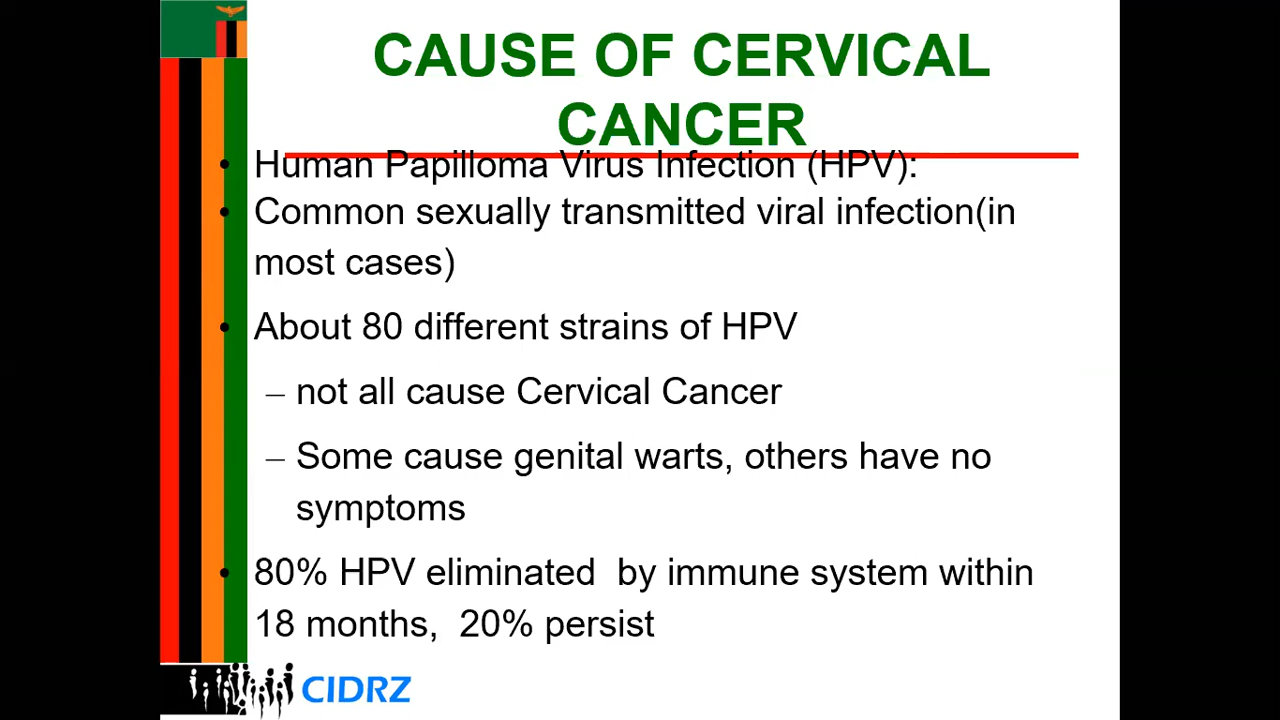 CAUSE OF CERVICAL
CANCER
• Human Papilloma Virus Infection (HPV):
• Common sexually transmitted viral infection(in
most cases)
• About 80 different strains of HPV
– not all cause Cervical Cancer
– Some cause genital warts, others have no
symptoms
• 80% HPV eliminated  by immune system within
18 months,  20% persist
CIDRZ